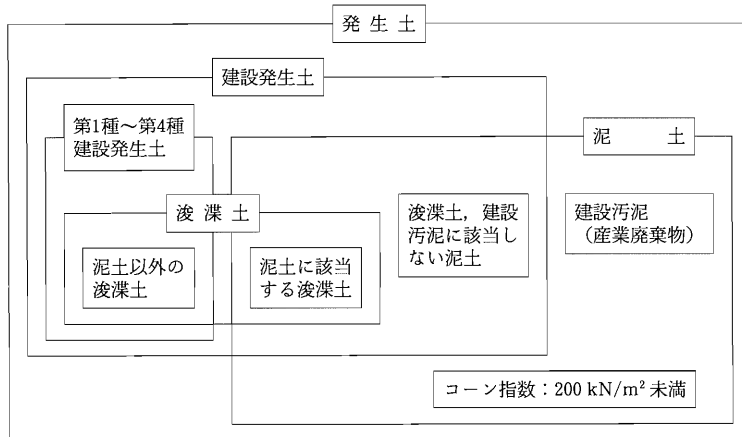 発生土
建設発生土
第1種～第4種
建設発生土
泥土
浚渫土
浚渫土，建設
汚泥に該当し
ない泥土
建設汚泥
（産業廃棄物）
泥土以外の
浚渫土
泥土に該当
する浚渫土
コーン指数：200 kN/m² 未満